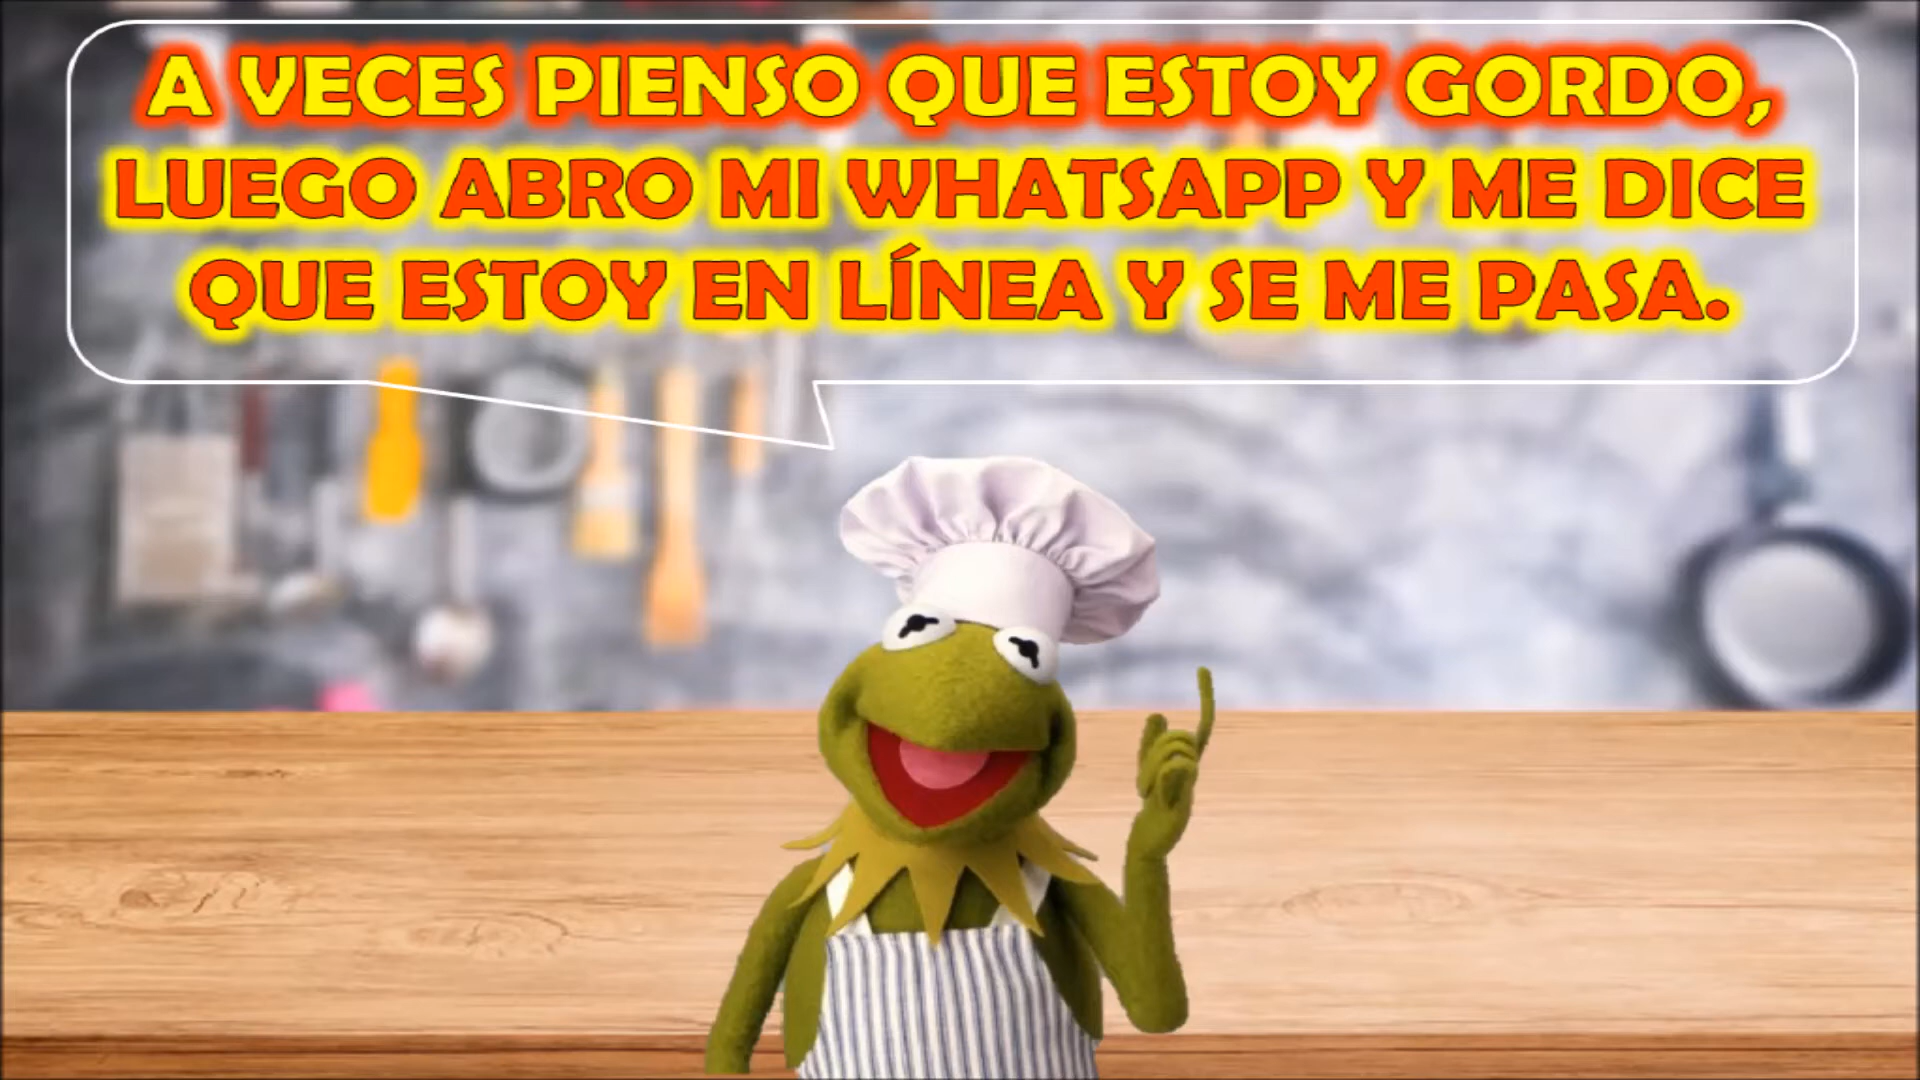 A VECES PIENSO QUE ESTOY GORDO,
LUEGO ABRO MI WHATSAPP Y ME DICE
QUE ESTOY EN LÍNEA Y SE ME PASA.